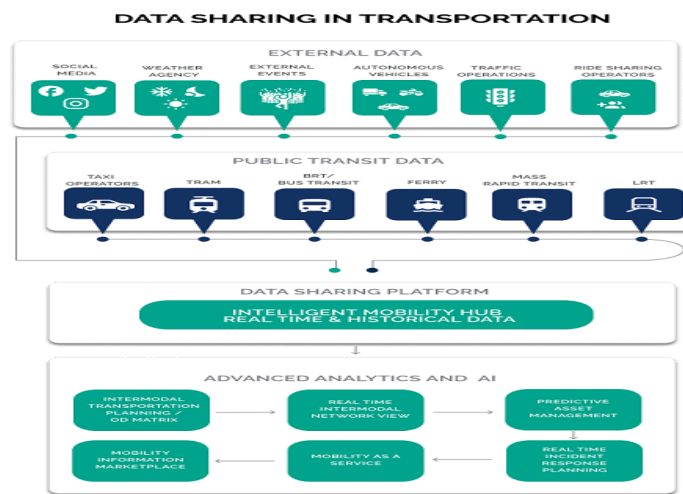 DATA SHARING IN TRANSPORTATION
EXTERNAL DATA
SOCIAL
MEDIA
WEATHER
AGENCY
EXTERNAL
EVENTS
AUTONOMOUS
VEHICLES
TRAFFIC
OPERATIONS
RIDE SHARING
OPERATORS
PUBLIC TRANSIT DATA
TAXI
OPERATORS
TRAM
BRT/
BUS TRANSIT
FERRY
MASS
RAPID TRANSIT
LRT
DATA SHARING PLATFORM
INTELLIGENT MOBILITY HUB
REAL TIME & HISTORICAL DATA
ADVANCED ANALYTICS AND AI
INTERMODAL
TRANSPORTATION
PLANNING /
OD MATRIX
REAL TIME
INTERMODAL
NETWORK VIEW
PREDICTIVE
ASSET
MANAGEMENT
MOBILITY
INFORMATION
MARKETPLACE
MOBILITY AS A
SERVICE
REAL TIME
INCIDENT
RESPONSE
PLANNING